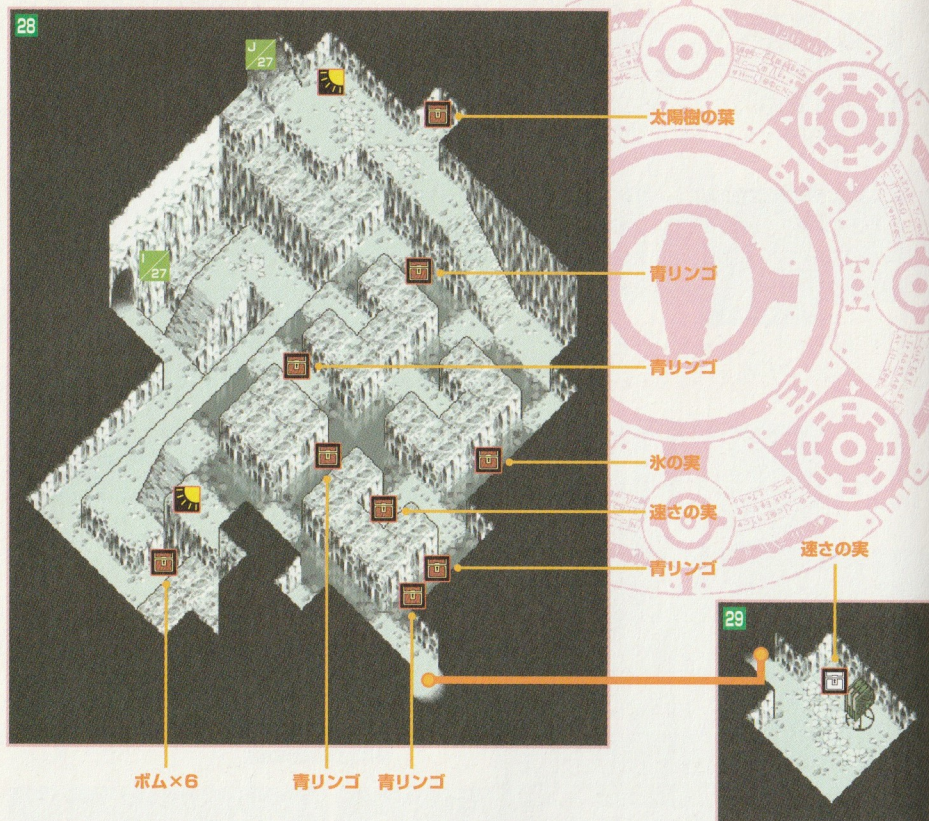 28
J/27
太陽樹の葉
I/27
青リンゴ
青リンゴ
氷の実
速さの実
青リンゴ
速さの実
29
ボム×6
青リンゴ
青リンゴ